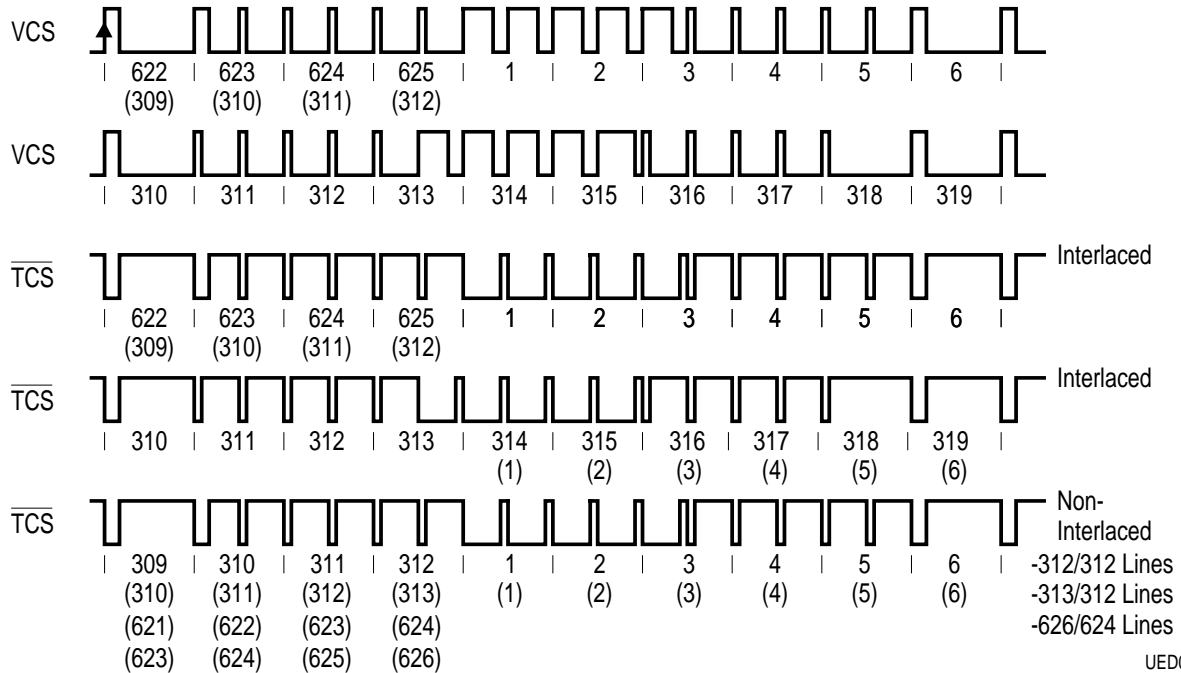 VCS
622 623 624 625 1 2 3 4 5 6
(309) (310) (311) (312)
VCS
310 311 312 313 314 315 316 317 318 319
TCS Interlaced
622 623 624 625 1 2 3 4 5 6
(309) (310) (311) (312)
TCS Interlaced
310 311 312 313 314 315 316 317 318 319
(1) (2) (3) (4) (5) (6)
TCS Non-
Interlaced
309 310 311 312 1 2 3 4 5 6 -312/312 Lines
(310) (311) (312) (313) (1) (2) (3) (4) (5) (6) -313/312 Lines
(621) (622) (623) (624) -626/624 Lines
(623) (624) (625) (626)